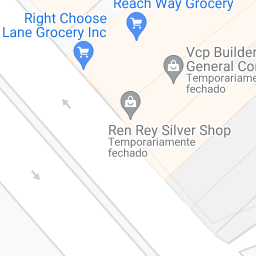 Reach Way Grocery
Right Choose
Lane Grocery Inc
Vcp Builder
General Co
Temporariame
fechado
Ren Rey Silver Shop
Temporariamente
fechado